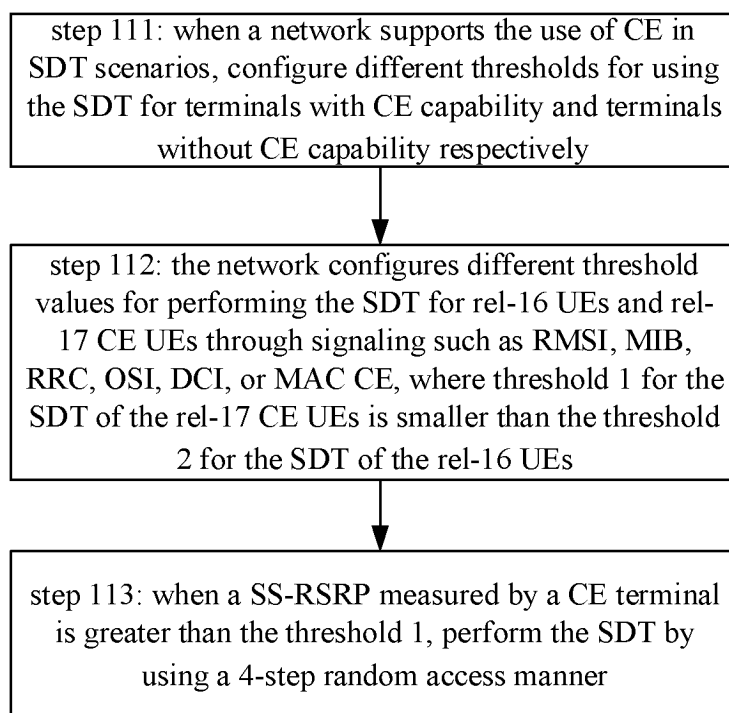 step 111: when a network supports the use of CE in
SDT scenarios, configure different thresholds for using
the SDT for terminals with CE capability and terminals
without CE capability respectively
step 112: the network configures different threshold
values for performing the SDT for rel-16 UEs and rel-
17 CE UEs through signaling such as RMSI, MIB,
RRC, OSI, DCI, or MAC CE, where threshold 1 for the
SDT of the rel-17 CE UEs is smaller than the threshold
2 for the SDT of the rel-16 UEs
step 113: when a SS-RSRP measured by a CE terminal
is greater than the threshold 1, perform the SDT by
using a 4-step random access manner